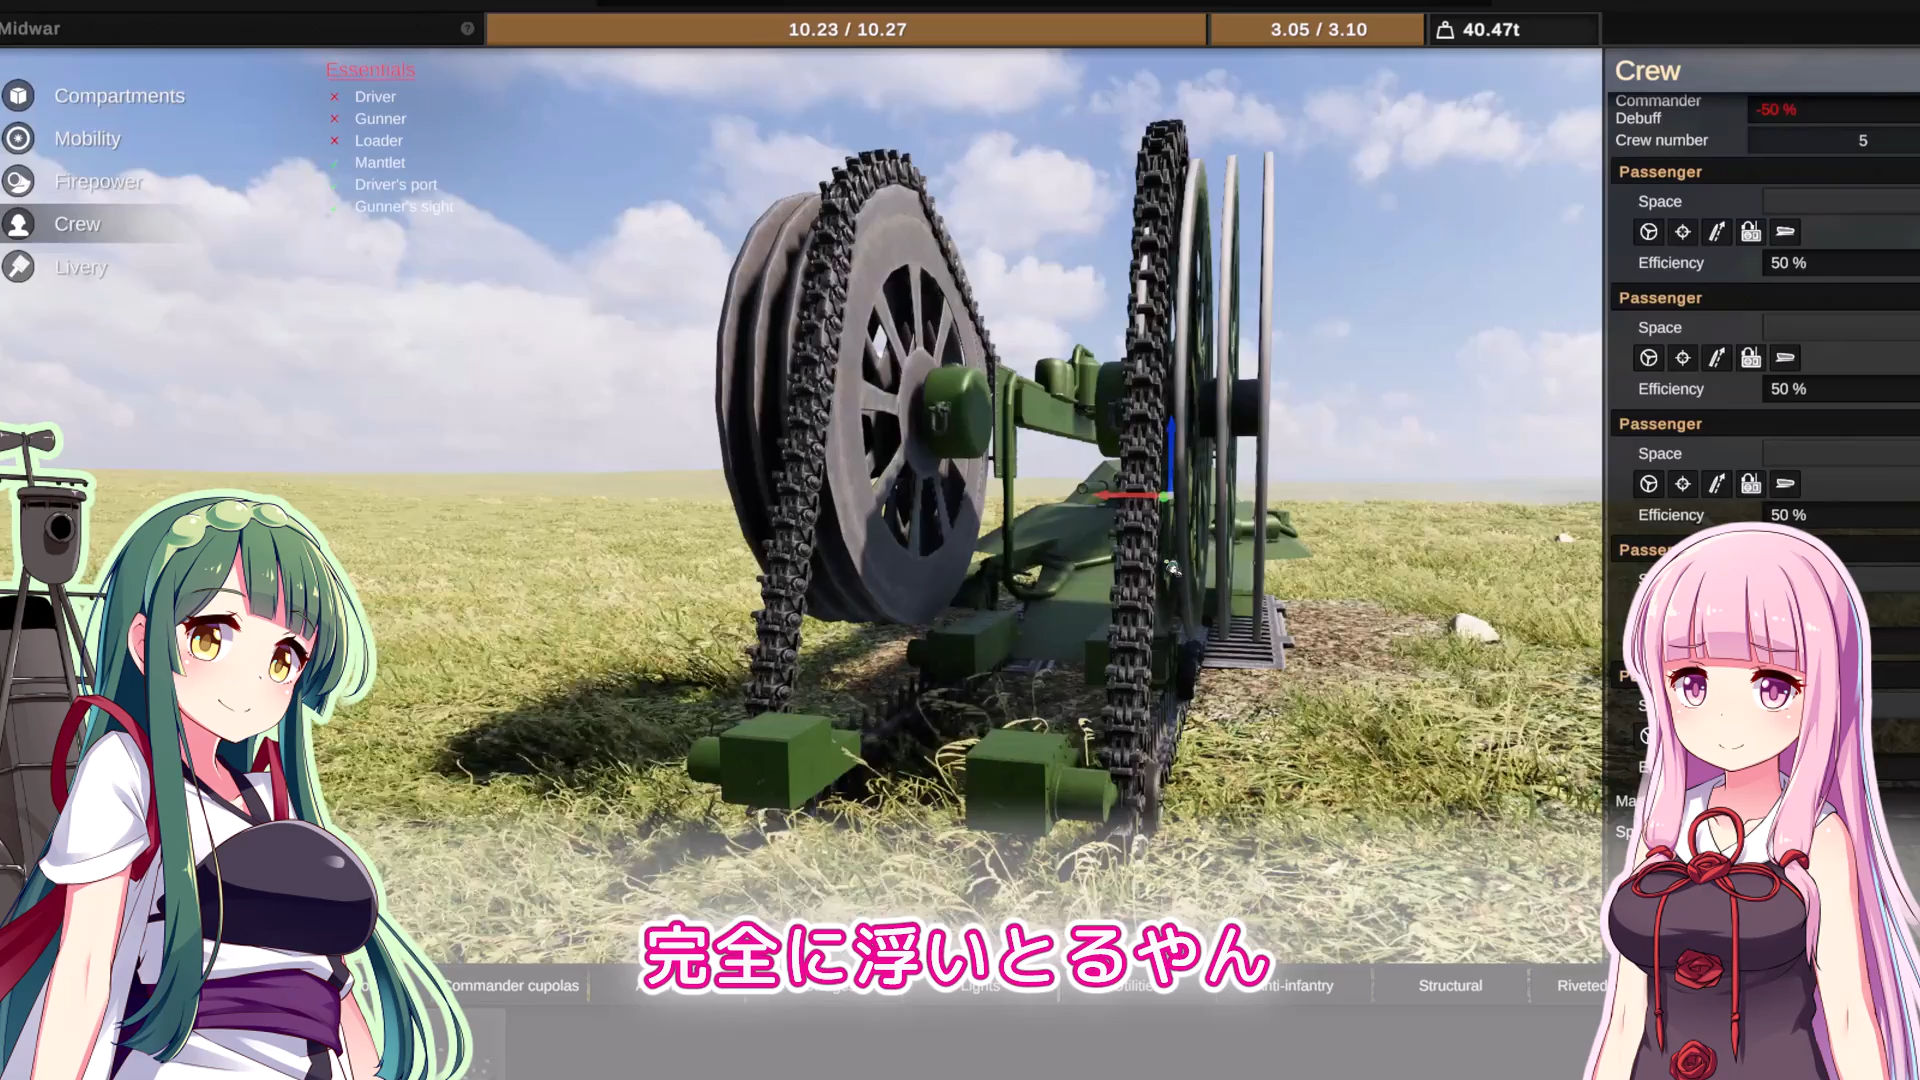 Midwar
10.23 / 10.27
3.05 / 3.10
40.47t
Compartments
Mobility
Firepower
Crew
Livery
Essentials
Driver
Gunner
Loader
Mantlet
Driver's port
Gunner's sight
Crew
Commander
Debuff
-50 %
Crew number
5
Passenger
Space
Efficiency
50 %
Passenger
Space
Efficiency
50 %
Passenger
Space
Efficiency
50 %
完全に浮いとるやん
Commander cupolas
Lights
Structural
Riveted